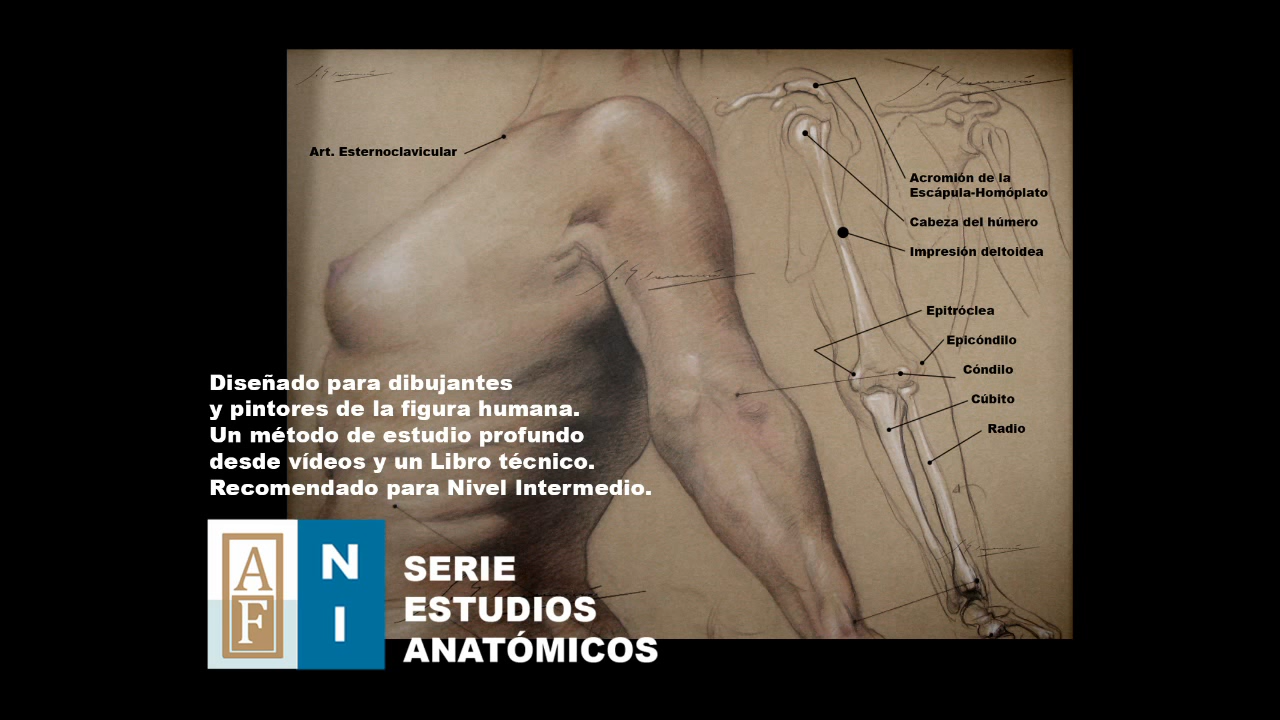 Art. Esternoclavicular
Acromión de la
Escápula-Homóplato
Cabeza del húmero
Impresión deltoidea
Epitróclea
Epicóndilo
Cóndilo
Cúbito
Radio
Diseñado para dibujantes
y pintores de la figura humana.
Un método de estudio profundo
desde vídeos y un Libro técnico.
Recomendado para Nivel Intermedio.
AF
N
I
SERIE
ESTUDIOS
ANATÓMICOS